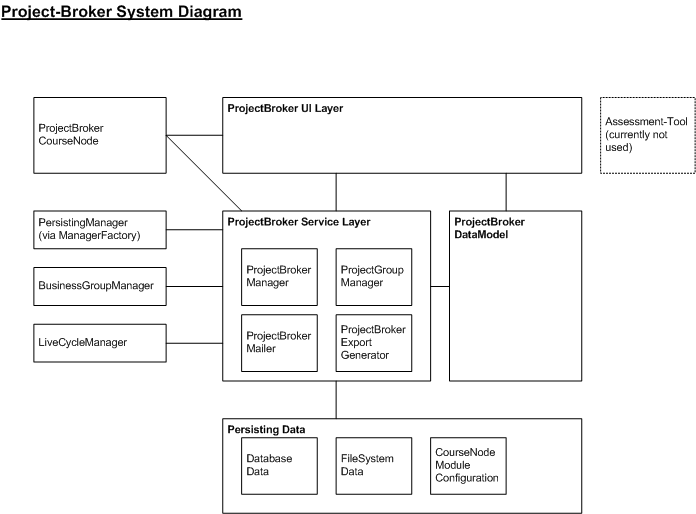 Project-Broker System Diagram
ProjectBroker
CourseNode
ProjectBroker UI Layer
Assessment-Tool
(currently not
used)
PersistingManager
(via ManagerFactory)
BusinessGroupManager
LiveCycleManager
ProjectBroker Service Layer
ProjectBroker
Manager
ProjectGroup
Manager
ProjectBroker
Mailer
ProjectBroker
Export
Generator
ProjectBroker
DataModel
Persisting Data
Database
Data
FileSystem
Data
CourseNode
Module
Configuration